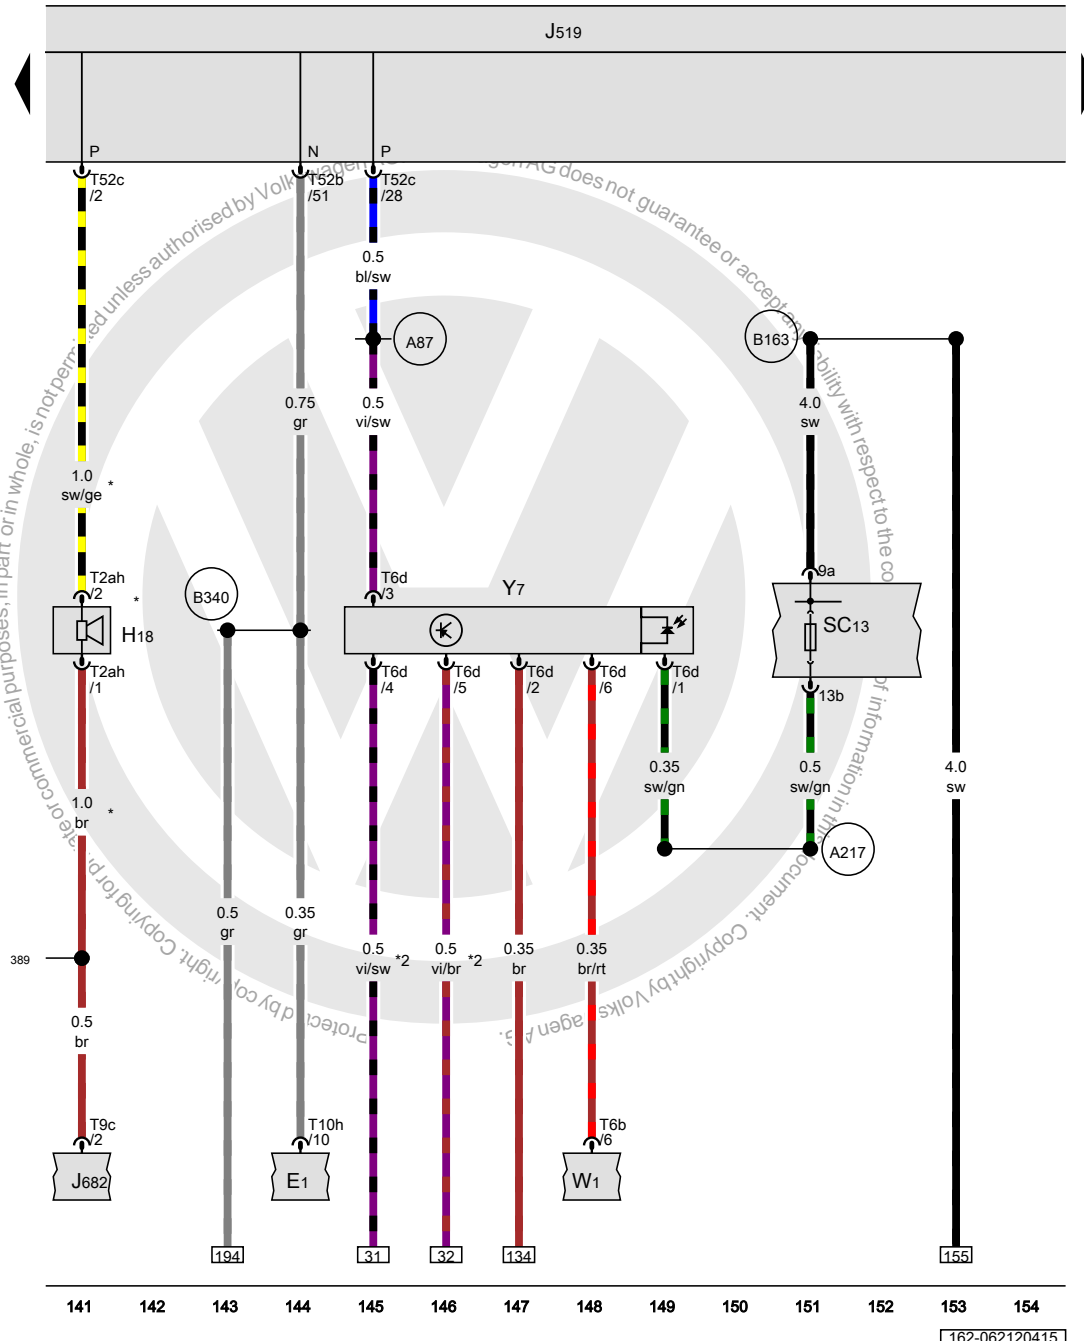 J519
P
N
P
T52c
/2
T52b
/51
T52c
/28
0.5
bl/sw
A87
B163
0.75
gr
0.5
vi/sw
4.0
sw
1.0
sw/ge *
T2ah
/2
*
H18
T2ah
/1
B340
T6d
/3
Y7
9a
SC13
13b
T6d
/4
T6d
/5
T6d
/2
T6d
/6
T6d
/1
1.0
br *
0.35
sw/gn
0.5
sw/gn
4.0
sw
A217
0.5
gr
0.35
gr
0.5
vi/sw *2
0.5
vi/br *2
0.35
br
0.35
br/rt
389
0.5
br
T9c
/2
J682
T10h
/10
E1
T6b
/6
W1
194
31
32
134
155
141 142 143 144 145 146 147 148 149 150 151 152 153 154
162-062120415